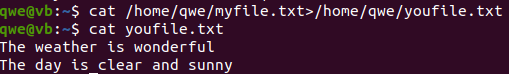 qwe@vb:~$ cat /home/qwe/myfile.txt>/home/qwe/youfile.txt
qwe@vb:~$ cat youfile.txt
The weather is wonderful
The day is clear and sunny